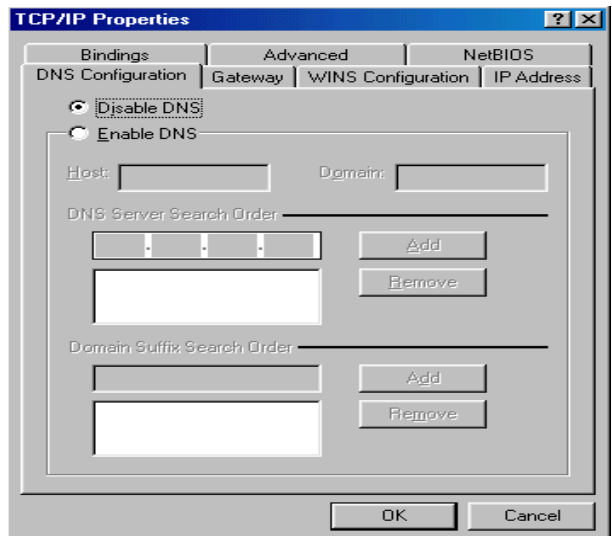 TCP/IP Properties
Bindings Advanced NetBIOS
DNS Configuration Gateway WINS Configuration IP Address
Disable DNS
Enable DNS
Host: Domain:
DNS Server Search Order
. . . Add
Remove
Domain Suffix Search Order
Add
Remove
OK Cancel